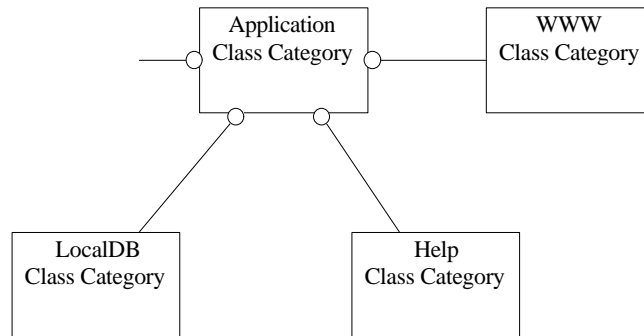 Application
Class Category
WWW
Class Category
LocalDB
Class Category
Help
Class Category